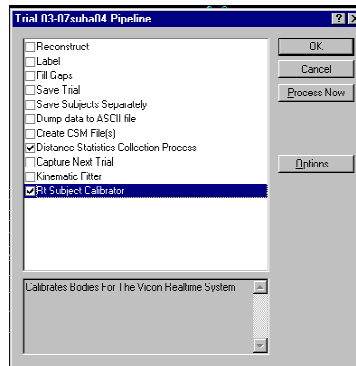 Trial 03-07suha04 Pipeline
Reconstruct
Label
Fill Gaps
Save Trial
Save Subjects Separately
Dump data to ASCII file
Create CSM File(s)
Distance Statistics Collection Process
Capture Next Trial
Kinematic Fitter
Rt Subject Calibrator
OK
Cancel
Process Now
Options
Calibrates Bodies For The Vicon Realtime System